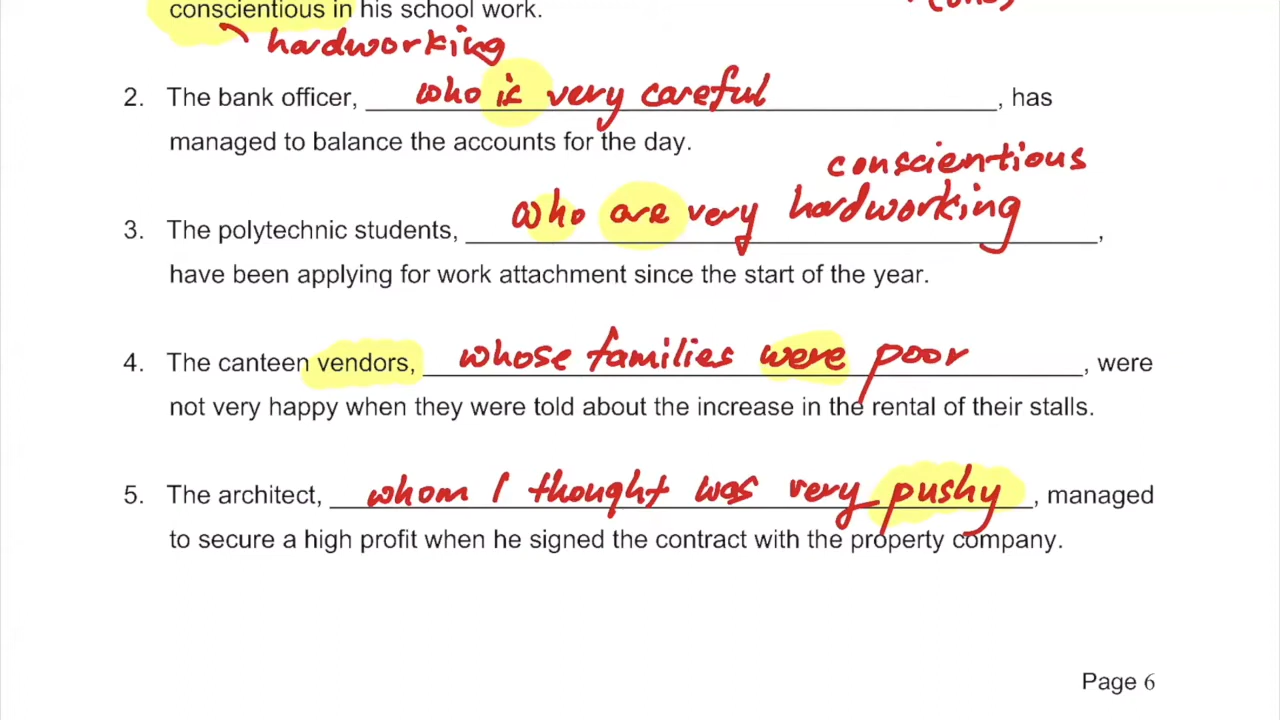 conscientious in his school work.
hardworking
2. The bank officer, who is very careful, has
managed to balance the accounts for the day.
conscientious
3. The polytechnic students, who are very hardworking,
have been applying for work attachment since the start of the year.
4. The canteen vendors, whose families were poor, were
not very happy when they were told about the increase in the rental of their stalls.
5. The architect, whom I thought was very pushy, managed
to secure a high profit when he signed the contract with the property company.
Page 6